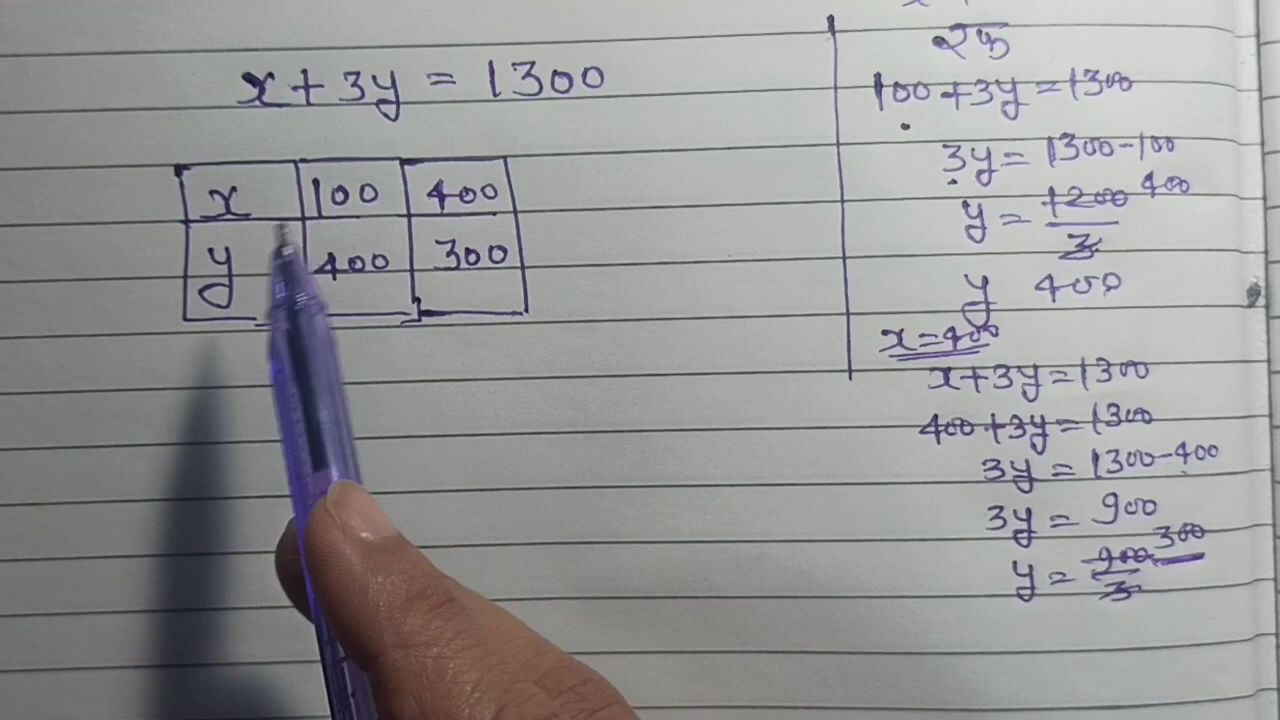 x + 3y = 1300
x 100 400
y 400 300
रफ
100 + 3y = 1300
3y = 1300 - 100
y = 1200 400
3
y 400
x = 400
x + 3y = 1300
400 + 3y = 1300
3y = 1300 - 400
3y = 900
y = 900 300
3